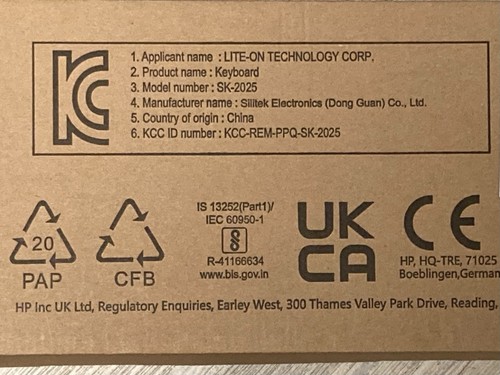 1. Applicant name : LITE-ON TECHNOLOGY CORP.
2. Product name : Keyboard
3. Model number : SK-2025
4. Manufacturer name : Silitek Electronics (Dong Guan) Co., Ltd.
5. Country of origin : China
6. KCC ID number : KCC-REM-PPQ-SK-2025
20
PAP
CFB
IS 13252(Part1)/
IEC 60950-1
R-41166634
www.bis.gov.in
UK
CA
CE
HP, HQ-TRE, 71025
Boeblingen,German
HP Inc UK Ltd, Regulatory Enquiries, Earley West, 300 Thames Valley Park Drive, Reading,